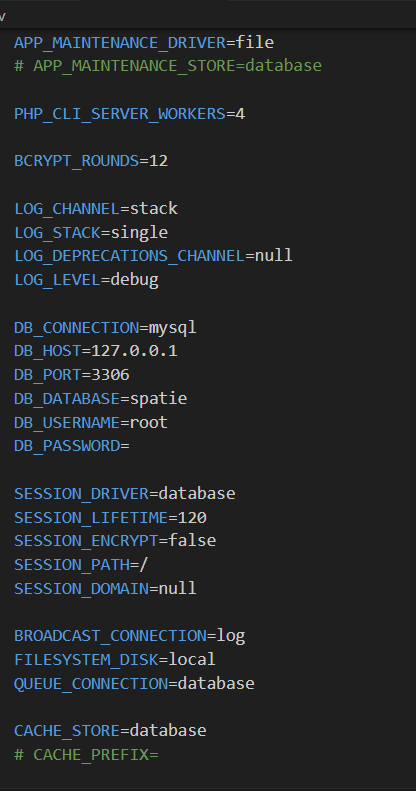 v
APP_MAINTENANCE_DRIVER=file
# APP_MAINTENANCE_STORE=database
PHP_CLI_SERVER_WORKERS=4
BCRYPT_ROUNDS=12
LOG_CHANNEL=stack
LOG_STACK=single
LOG_DEPRECATIONS_CHANNEL=null
LOG_LEVEL=debug
DB_CONNECTION=mysql
DB_HOST=127.0.0.1
DB_PORT=3306
DB_DATABASE=spatie
DB_USERNAME=root
DB_PASSWORD=
SESSION_DRIVER=database
SESSION_LIFETIME=120
SESSION_ENCRYPT=false
SESSION_PATH=/
SESSION_DOMAIN=null
BROADCAST_CONNECTION=log
FILESYSTEM_DISK=local
QUEUE_CONNECTION=database
CACHE_STORE=database
# CACHE_PREFIX=